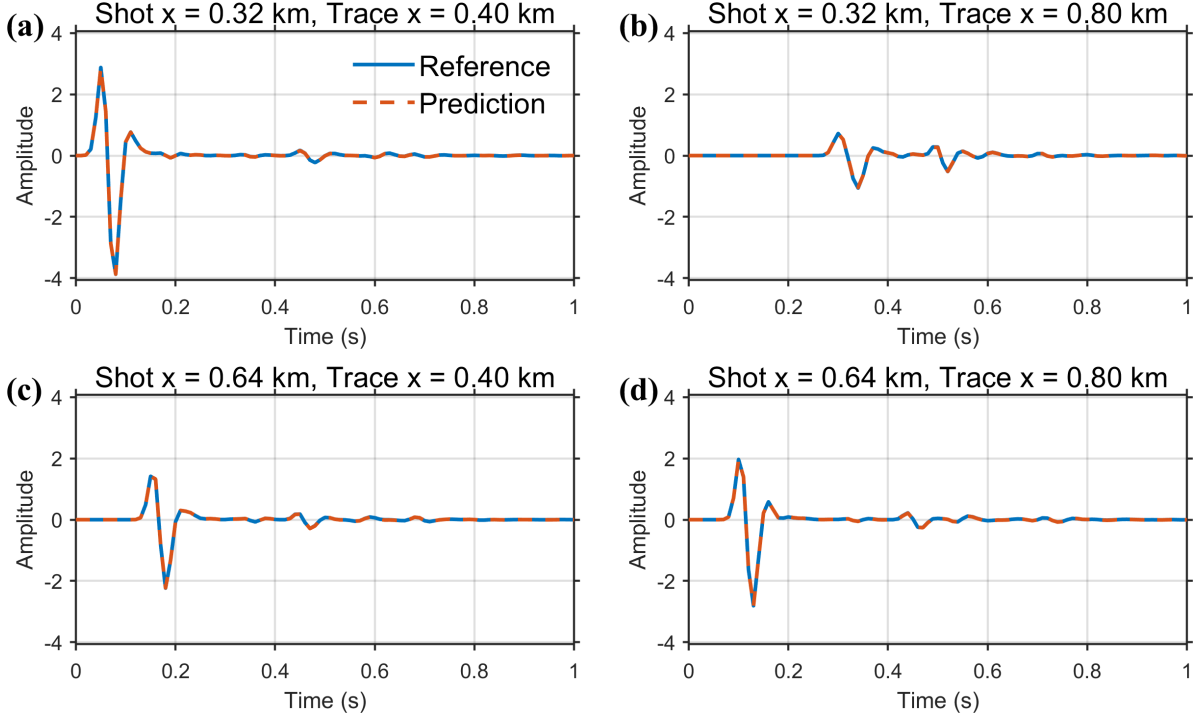 (a) Shot x = 0.32 km, Trace x = 0.40 km
4
2
0
-2
-4
Amplitude
Reference
Prediction
0 0.2 0.4 0.6 0.8 1
Time (s)
(b) Shot x = 0.32 km, Trace x = 0.80 km
4
2
0
-2
-4
Amplitude
0 0.2 0.4 0.6 0.8 1
Time (s)
(c) Shot x = 0.64 km, Trace x = 0.40 km
4
2
0
-2
-4
Amplitude
0 0.2 0.4 0.6 0.8 1
Time (s)
(d) Shot x = 0.64 km, Trace x = 0.80 km
4
2
0
-2
-4
Amplitude
0 0.2 0.4 0.6 0.8 1
Time (s)